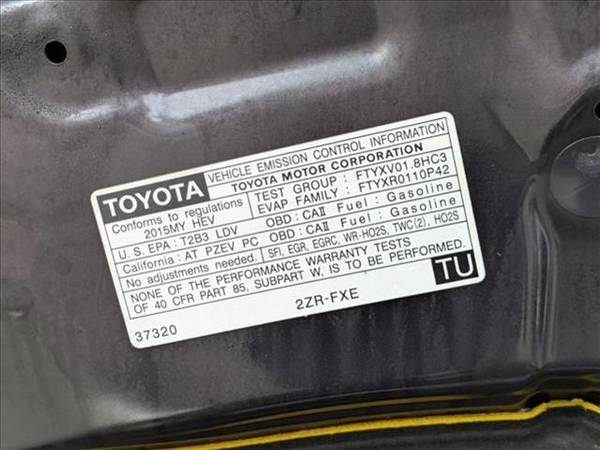 TOYOTA
VEHICLE EMISSION CONTROL INFORMATION
TOYOTA MOTOR CORPORATION
Conforms to regulations
2015MY HEV
TEST GROUP : FTYXV01.8HC3
EVAP FAMILY : FTYXR0110P42
U.S. EPA : T2B3 LDV OBD : CAⅡ Fuel : Gasoline
California : AT PZEV PC OBD : CAⅡ Fuel : Gasoline
No adjustments needed. SFI, EGR, EGRC, WR-HO2S, TWC(2), HO2S
NONE OF THE PERFORMANCE WARRANTY TESTS
OF 40 CFR PART 85, SUBPART W, IS TO BE PERFORMED.
TU
37320 2ZR-FXE